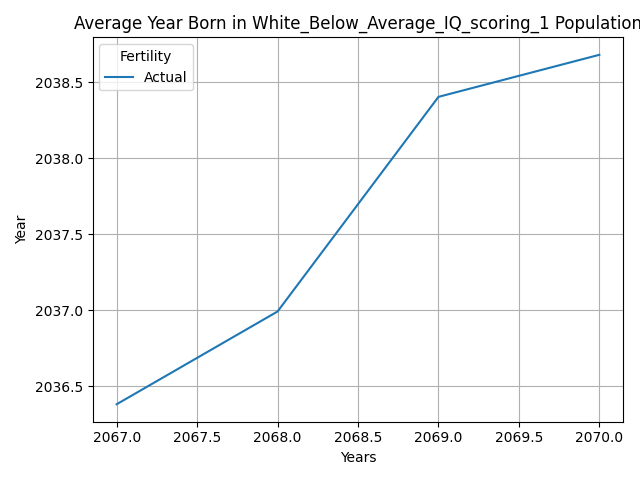 Average Year Born in White_Below_Average_IQ_scoring_1 Population
Fertility
Actual
2038.5
2038.0
2037.5
2037.0
2036.5
Year
2067.0 2067.5 2068.0 2068.5 2069.0 2069.5 2070.0
Years